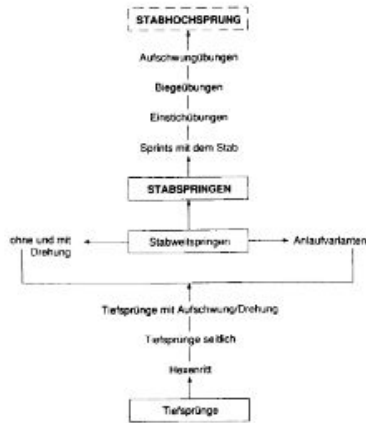 STABHOCHSPRUNG
Aufschwungübungen
Biegeübungen
Einstichübungen
Sprints mit dem Stab
STABSPRINGEN
ohne und mit
Drehung
Stabweitspringen
Anlaufvarianten
Tiefsprünge mit Aufschwung/Drehung
Tiefsprünge seitlich
Hexenritt
Tiefsprünge